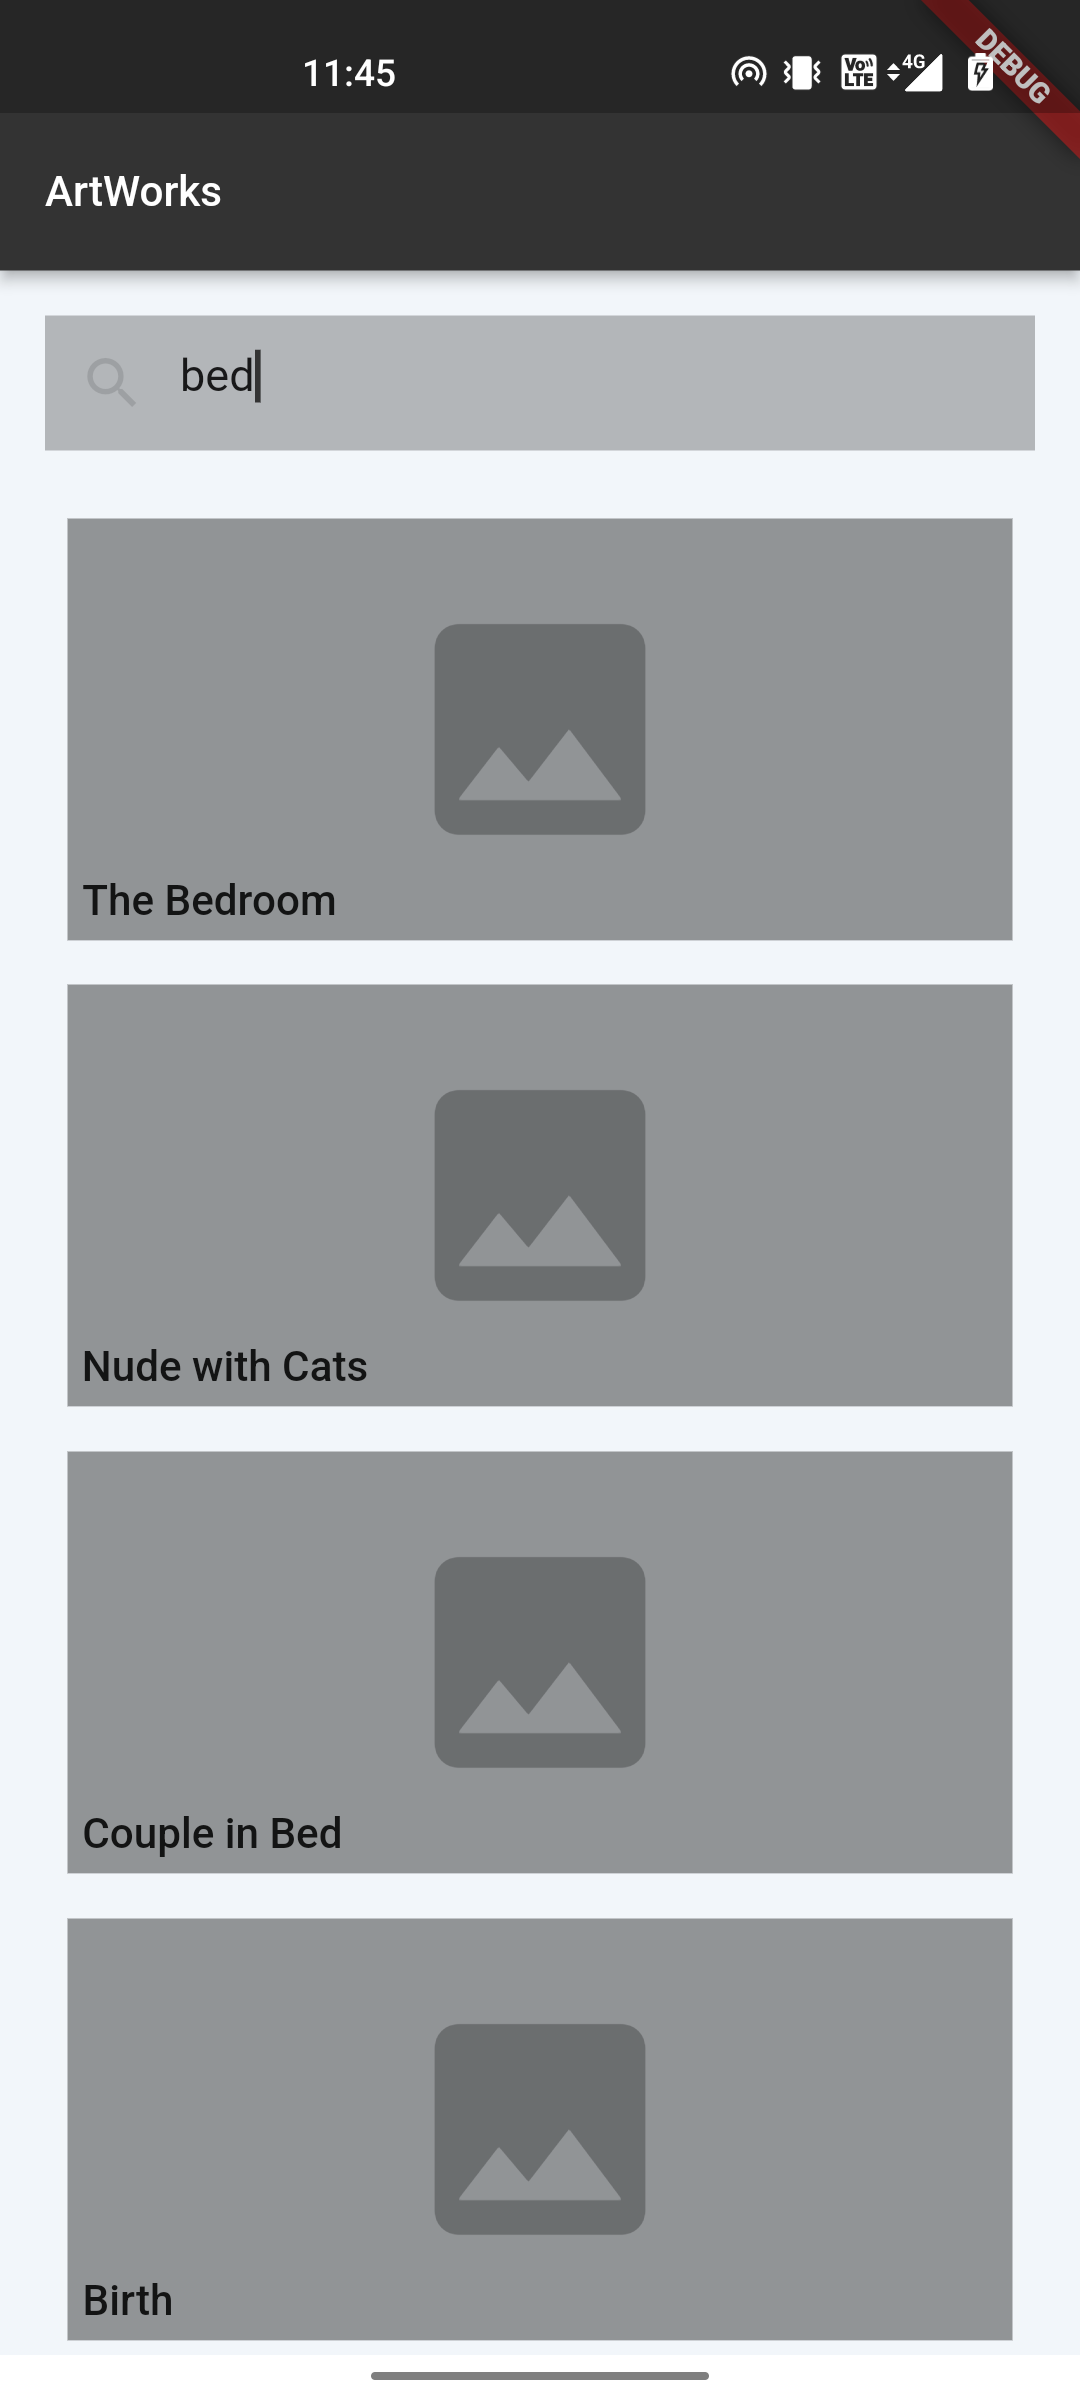 11:45
Vo LTE
4G
DEBUG
ArtWorks
bed
The Bedroom
Nude with Cats
Couple in Bed
Birth